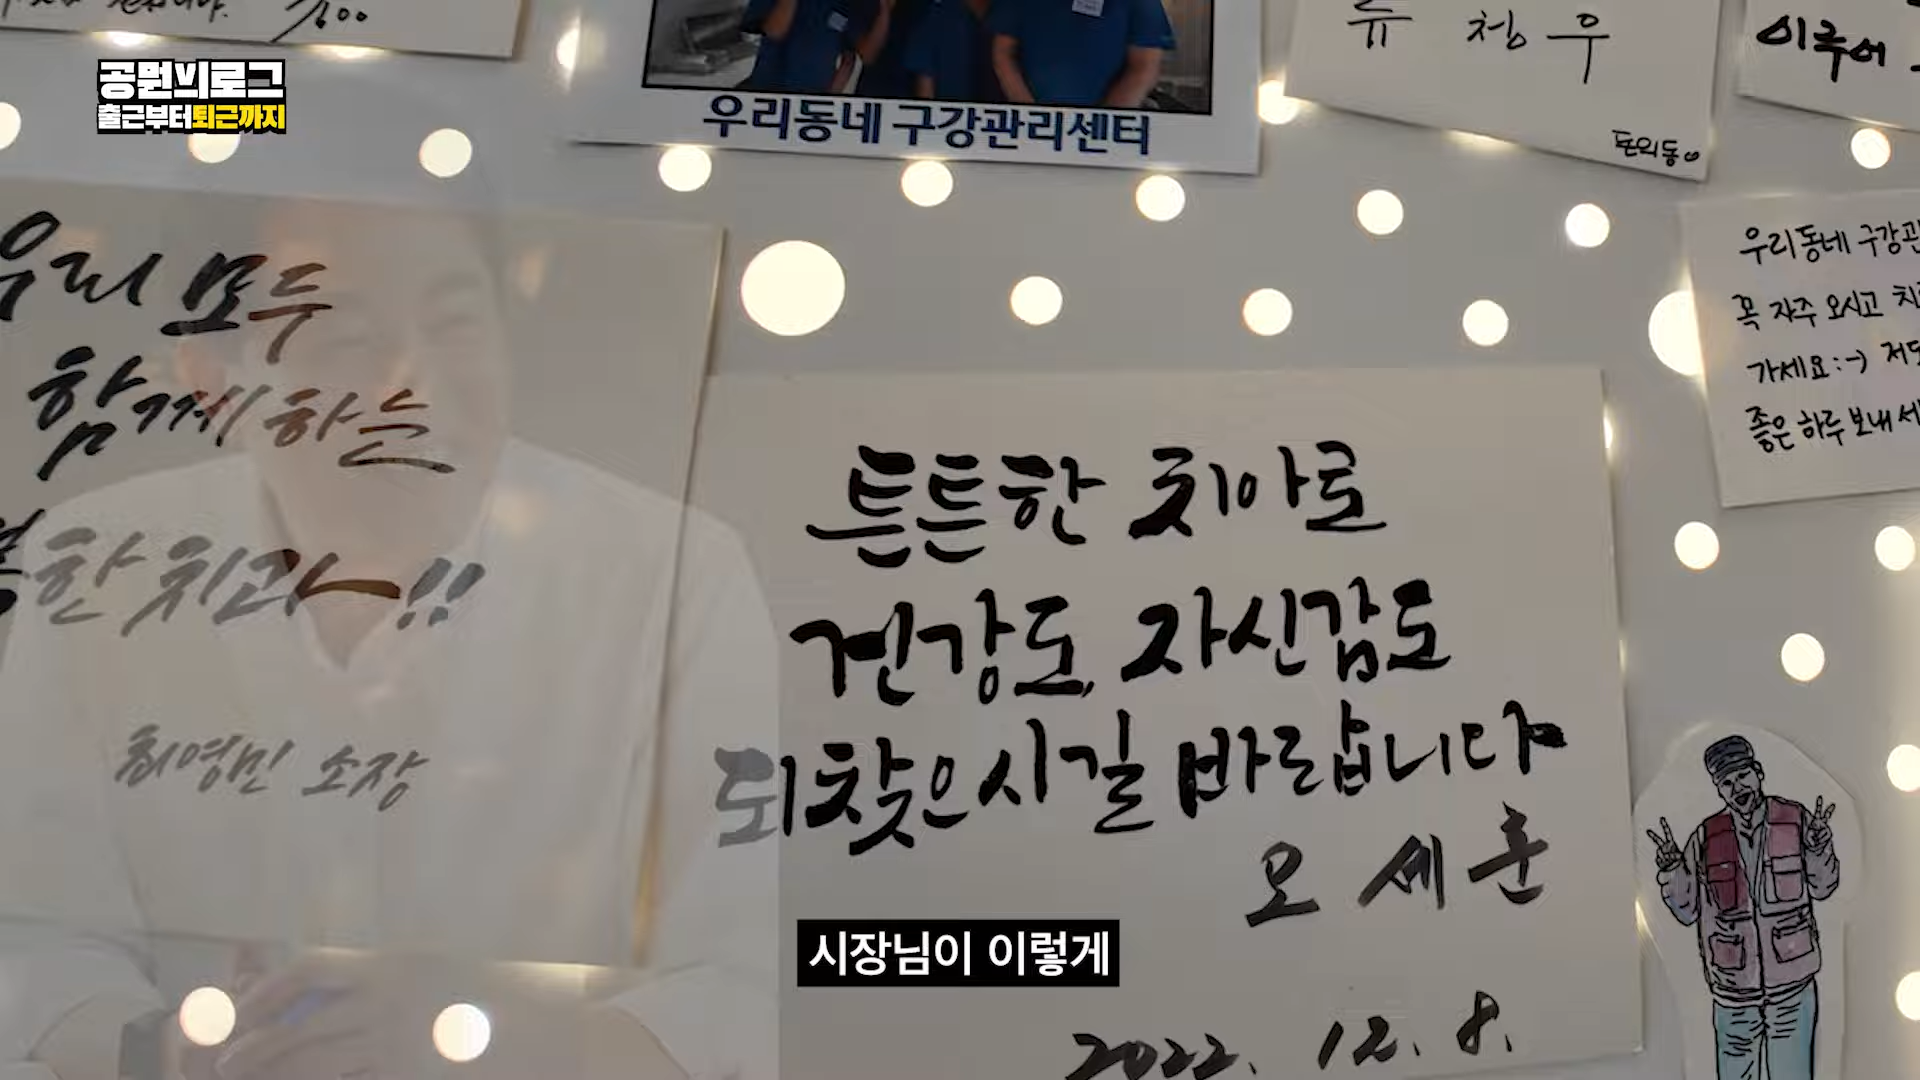 공뭔브이로그
출근부터퇴근까지
우리동네 구강관리센터
류 청 우
돈의동
우리 모두
함께하는
한 치과~!!
최영민 소장
튼튼한 치아로
건강도, 자신감도
되찾으시길 바랍니다
오 세 훈
2022. 12. 8.
우리동네 구강관
꼭 자주 오시고 치
가세요:-) 저도
좋은 하루 보내세
시장님이 이렇게